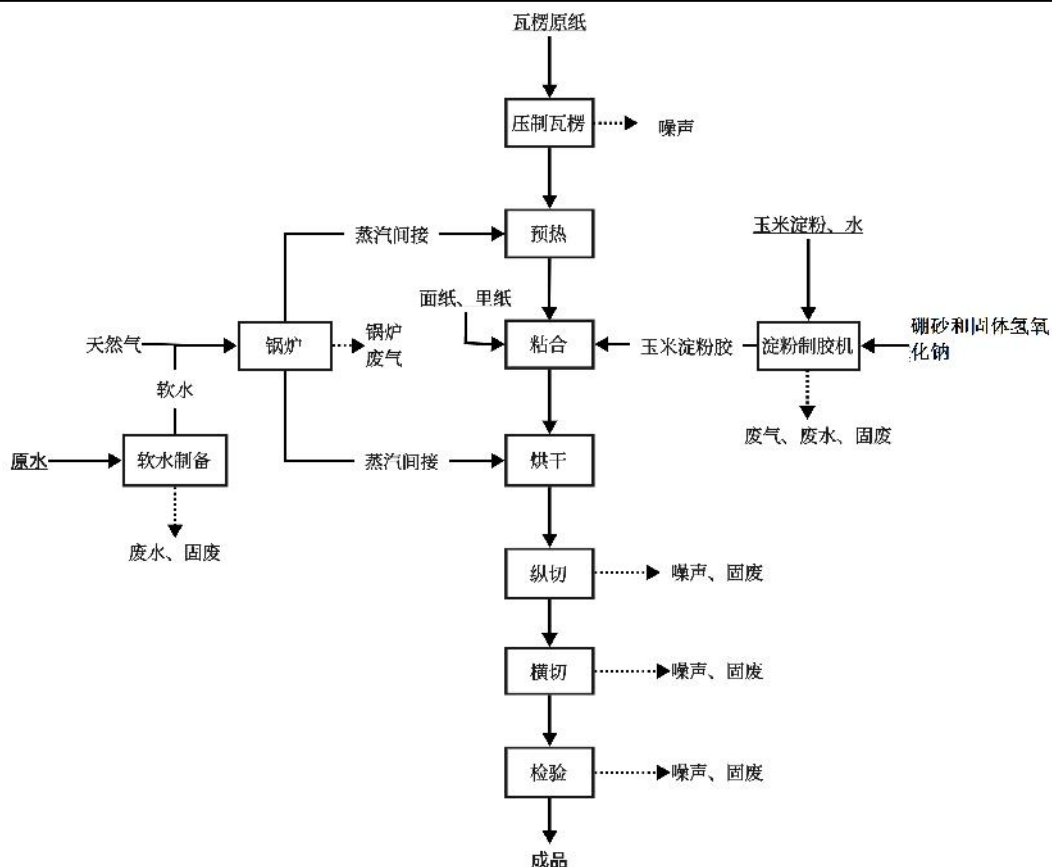 瓦楞原纸
压制瓦楞
噪声
蒸汽间接
预热
玉米淀粉、水
面纸、里纸
天然气
锅炉
锅炉
废气
粘合
玉米淀粉胶
淀粉制胶机
硼砂和固体氢氧
化钠
软水
废气、废水、固废
原水
软水制备
蒸汽间接
烘干
废水、固废
纵切
噪声、固废
横切
噪声、固废
检验
噪声、固废
成品